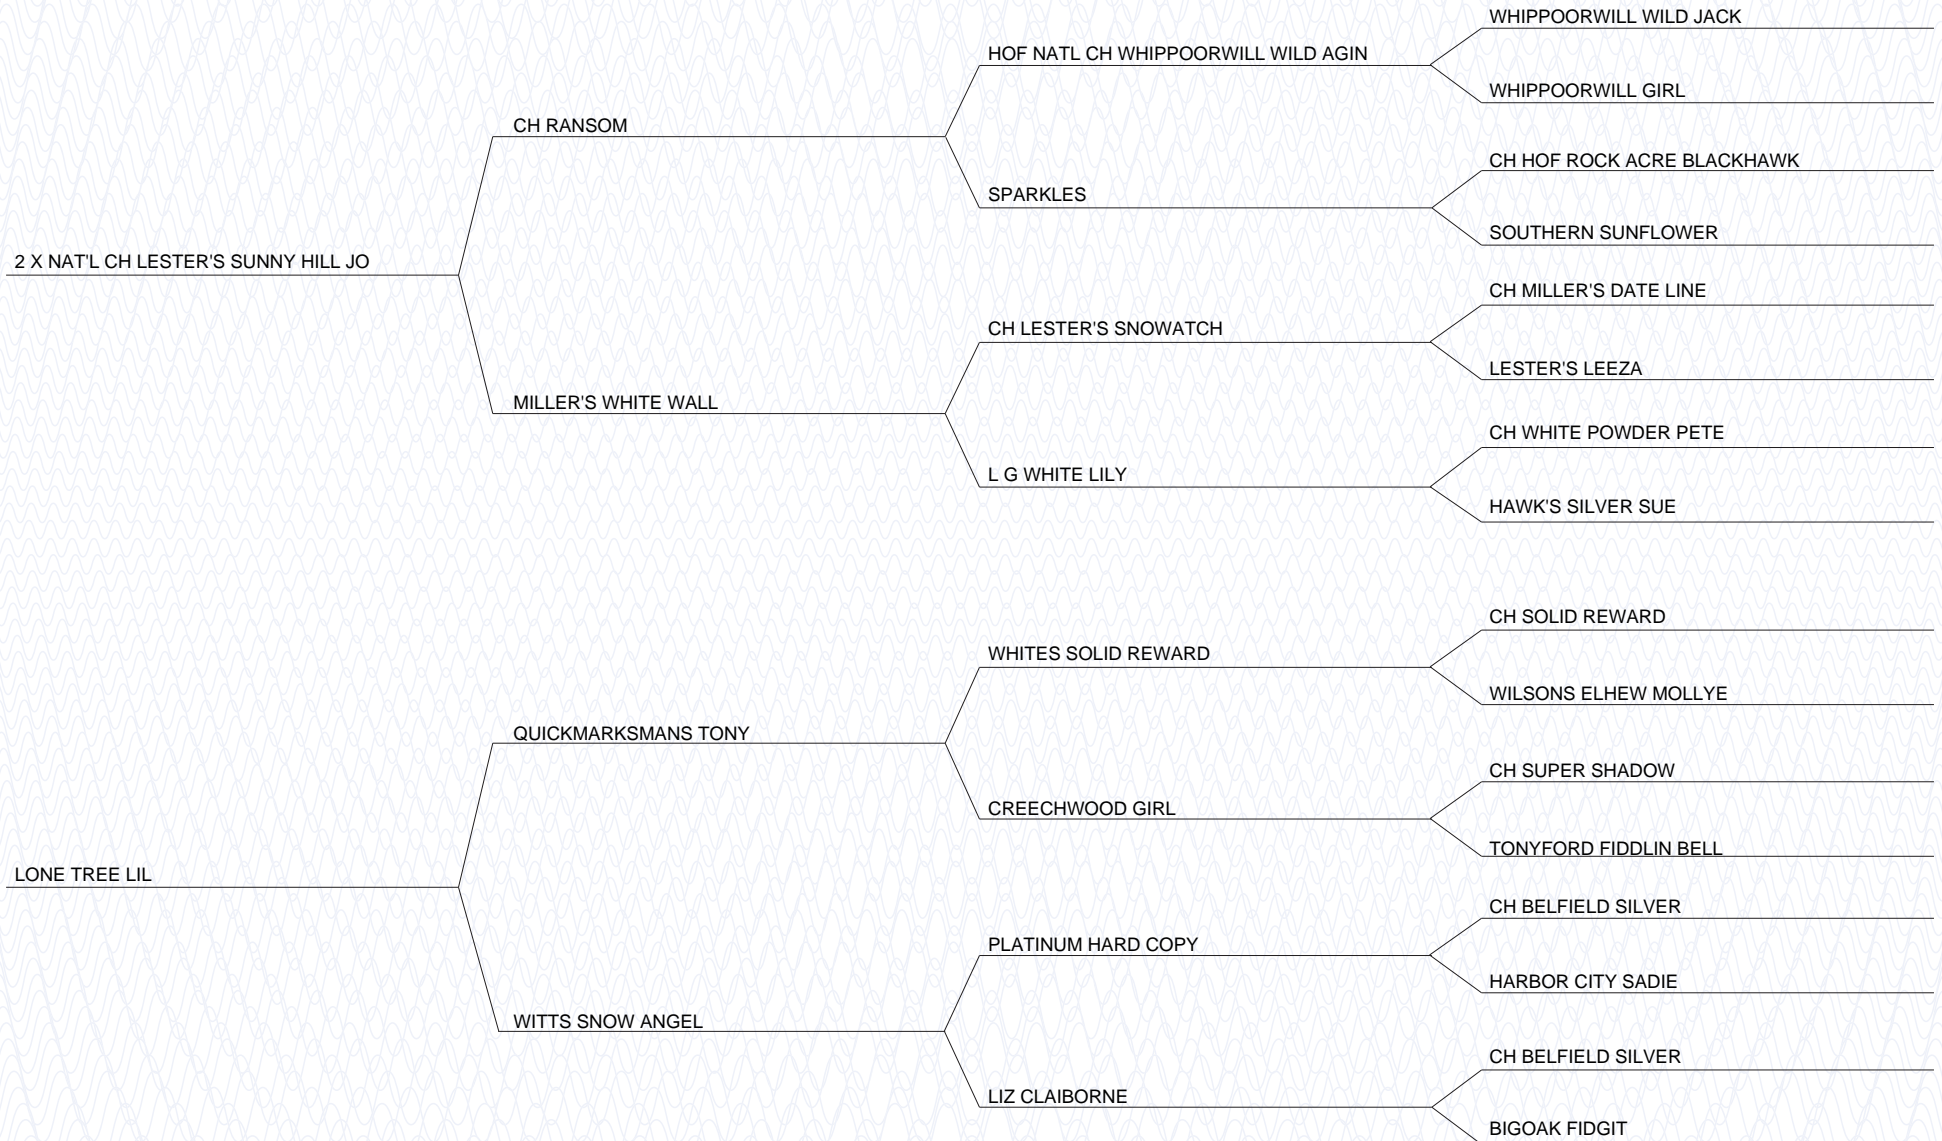 WHIPPOORWILL WILD JACK
HOF NATL CH WHIPPOORWILL WILD AGIN
WHIPPOORWILL GIRL
CH RANSOM
CH HOF ROCK ACRE BLACKHAWK
SPARKLES
SOUTHERN SUNFLOWER
2 X NAT'L CH LESTER'S SUNNY HILL JO
CH MILLER'S DATE LINE
CH LESTER'S SNOWATCH
LESTER'S LEEZA
MILLER'S WHITE WALL
CH WHITE POWDER PETE
L G WHITE LILY
HAWK'S SILVER SUE
CH SOLID REWARD
WHITES SOLID REWARD
WILSONS ELHEW MOLLYE
QUICKMARKSMANS TONY
CH SUPER SHADOW
CREECHWOOD GIRL
TONYFORD FIDDLIN BELL
LONE TREE LIL
CH BELFIELD SILVER
PLATINUM HARD COPY
HARBOR CITY SADIE
WITTS SNOW ANGEL
CH BELFIELD SILVER
LIZ CLAIBORNE
BIGOAK FIDGIT